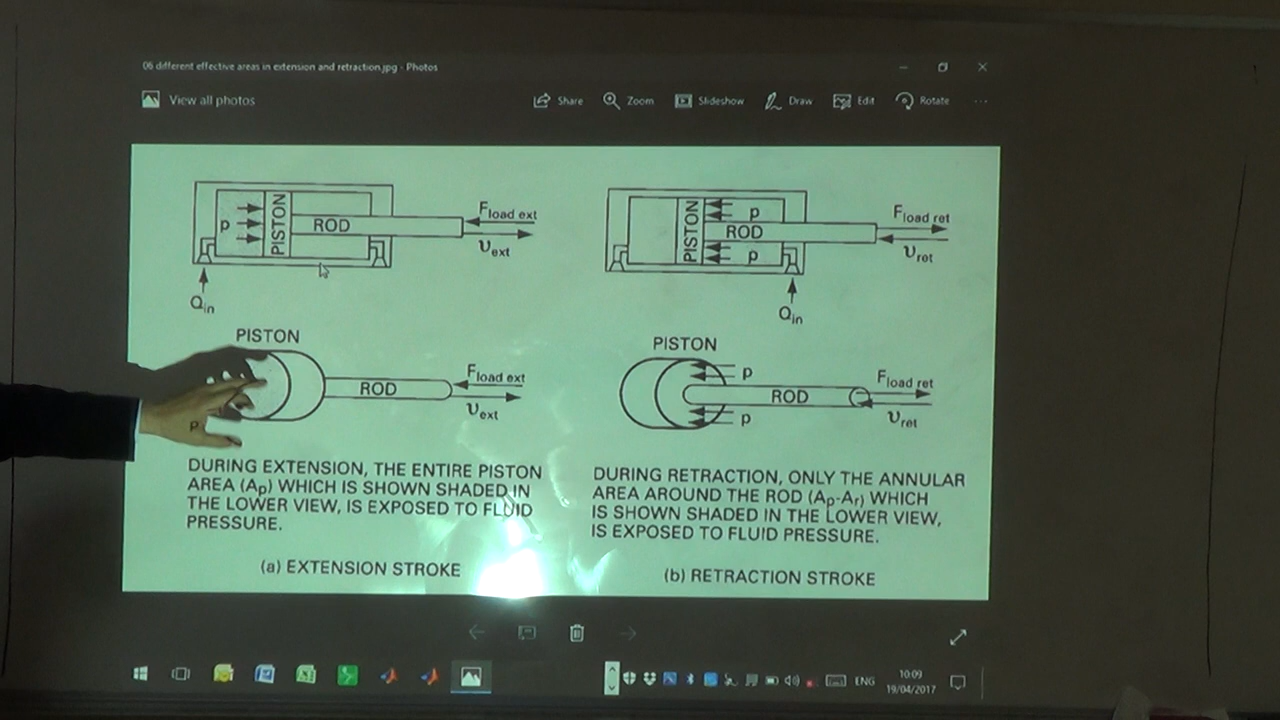 06 different effective areas in extension and retraction.jpg - Photos
View all photos
Share Zoom Slideshow Draw Edit Rotate ...
p PISTON ROD F load ext
υ ext
Q in
PISTON
ROD F load ext
υ ext
p
DURING EXTENSION, THE ENTIRE PISTON
AREA (Ap) WHICH IS SHOWN SHADED IN
THE LOWER VIEW, IS EXPOSED TO FLUID
PRESSURE.
(a) EXTENSION STROKE
PISTON p ROD p F load ret
υ ret
Q in
PISTON
p
ROD F load ret
p υ ret
DURING RETRACTION, ONLY THE ANNULAR
AREA AROUND THE ROD (Ap-Ar) WHICH
IS SHOWN SHADED IN THE LOWER VIEW,
IS EXPOSED TO FLUID PRESSURE.
(b) RETRACTION STROKE
ENG
10:09
19/04/2017